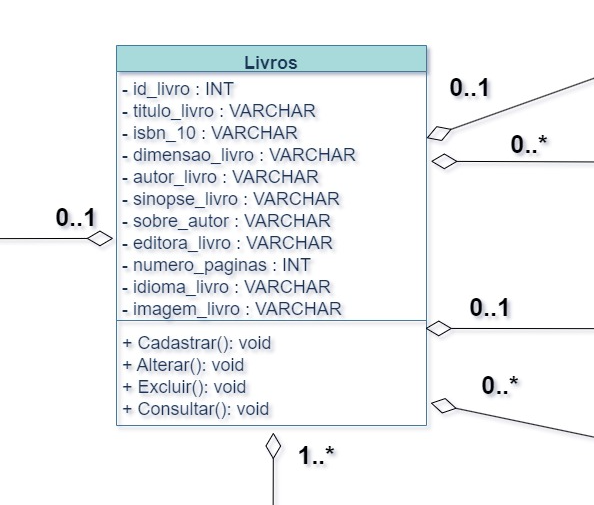 Livros
- id_livro : INT
- titulo_livro : VARCHAR
- isbn_10 : VARCHAR
- dimensao_livro : VARCHAR
- autor_livro : VARCHAR
- sinopse_livro : VARCHAR
- sobre_autor : VARCHAR
- editora_livro : VARCHAR
- numero_paginas : INT
- idioma_livro : VARCHAR
- imagem_livro : VARCHAR
+ Cadastrar(): void
+ Alterar(): void
+ Excluir(): void
+ Consultar(): void
0..1
0..1
0..*
0..1
0..*
1..*